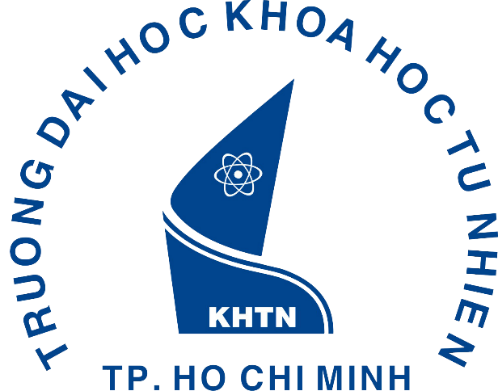 TRUONG DAI HOC KHOA HOC TU NHIEN
KHTN
TP. HO CHI MINH